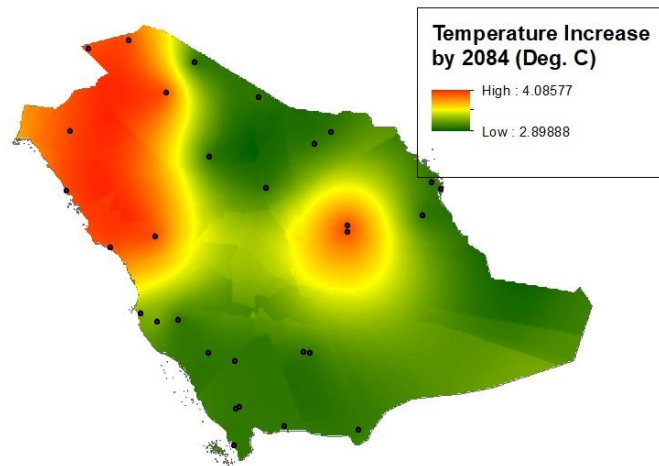 Temperature Increase
by 2084 (Deg. C)
High : 4.08577
Low : 2.89888